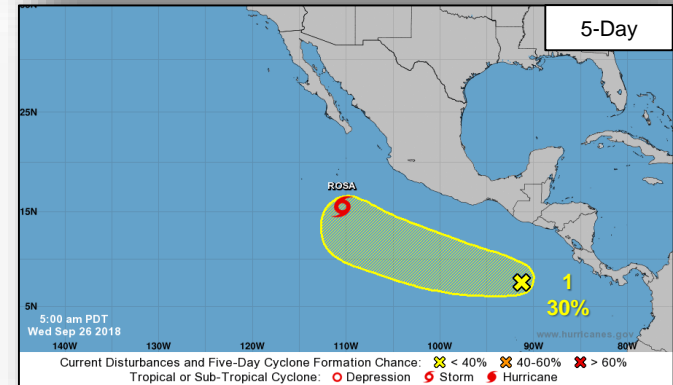 5-Day
25N
ROSA
15N
1
30%
5N
5:00 am PDT
Wed Sep 26 2018
www.hurricanes.gov
140W 130W 120W 110W 100W 90W 80W
Current Disturbances and Five-Day Cyclone Formation Chance: < 40% 40-60% > 60%
Tropical or Sub-Tropical Cyclone: Depression Storm Hurricane